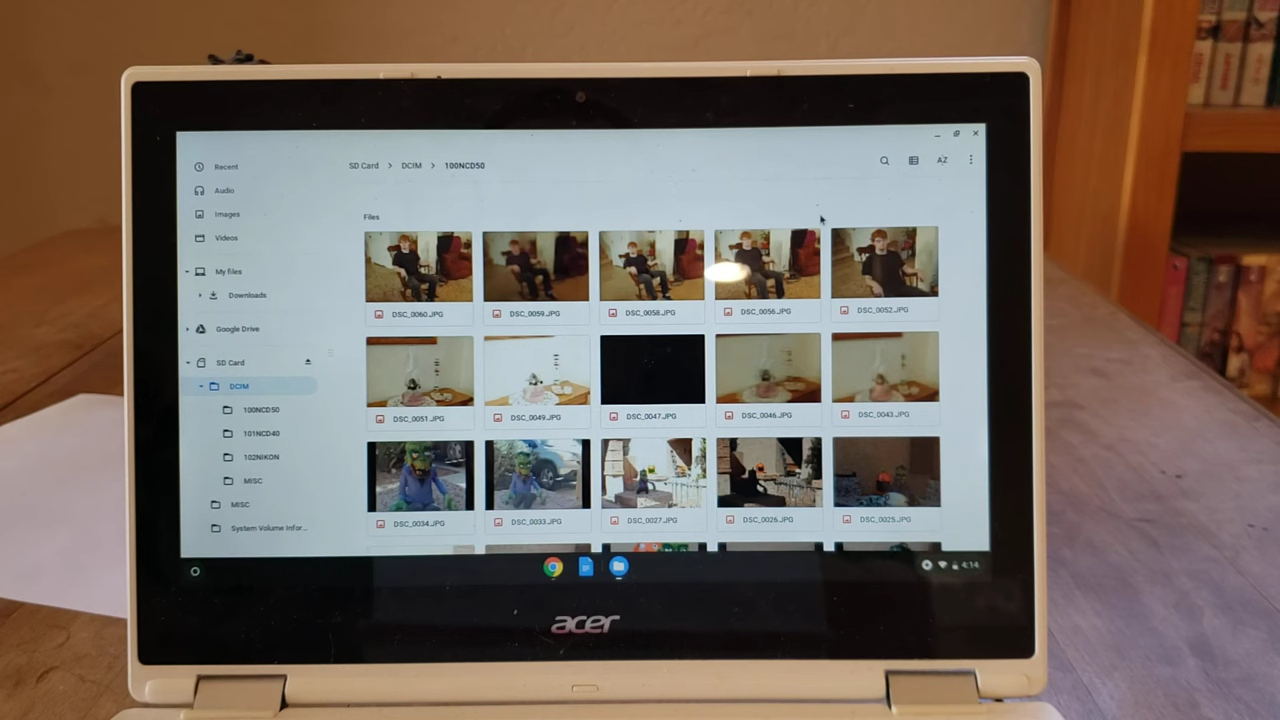 Recent
Audio
Images
Videos
My files
Downloads
Google Drive
SD Card
DCIM
100NCD50
101NCD40
102NIKON
MISC
MISC
System Volume Infor...
SD Card > DCIM > 100NCD50
AZ
Files
DSC_0060.JPG DSC_0059.JPG DSC_0058.JPG DSC_0056.JPG DSC_0052.JPG
DSC_0051.JPG DSC_0049.JPG DSC_0047.JPG DSC_0046.JPG DSC_0043.JPG
DSC_0034.JPG DSC_0033.JPG DSC_0027.JPG DSC_0026.JPG DSC_0025.JPG
4:14
acer